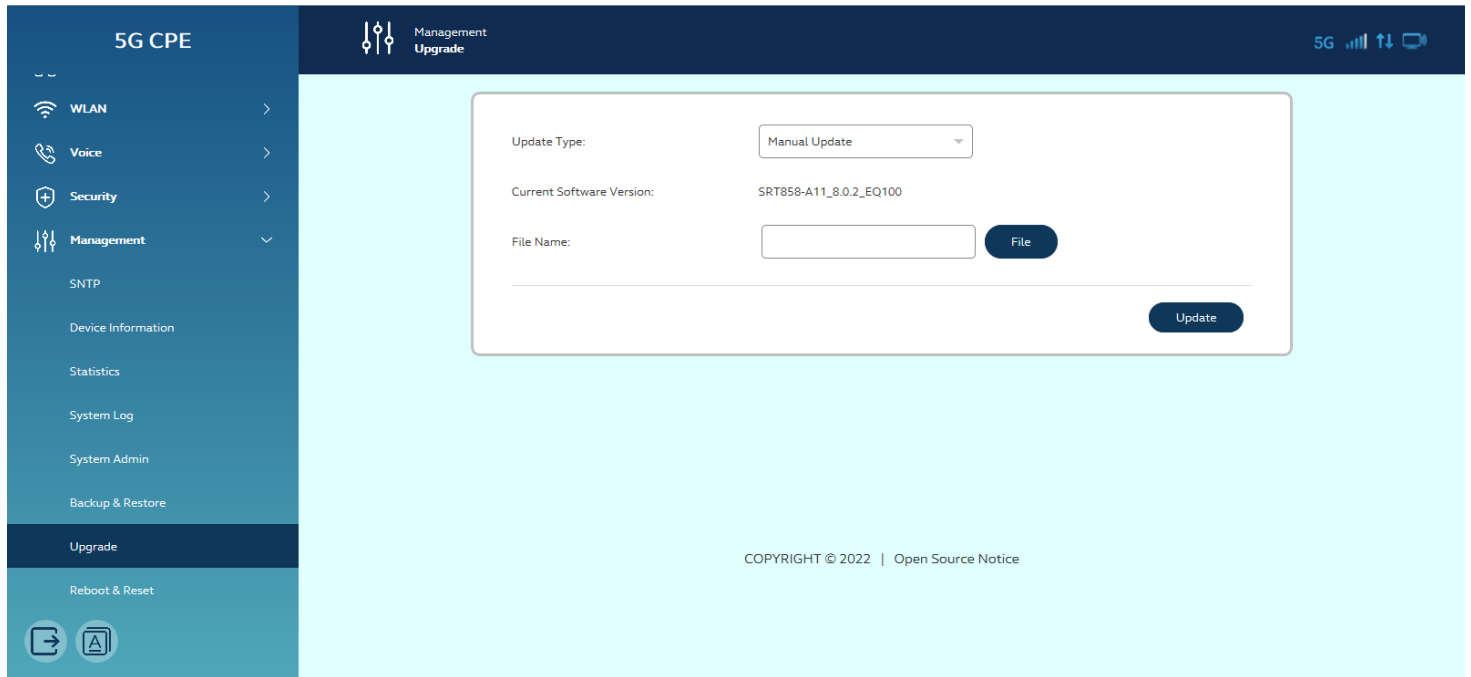 5G CPE
Management
Upgrade
5G
WLAN
Voice
Security
Management
SNTP
Device Information
Statistics
System Log
System Admin
Backup & Restore
Upgrade
Reboot & Reset
A
Update Type:
Manual Update
Current Software Version:
SRT858-A11_8.0.2_EQ100
File Name:
File
Update
COPYRIGHT © 2022 | Open Source Notice